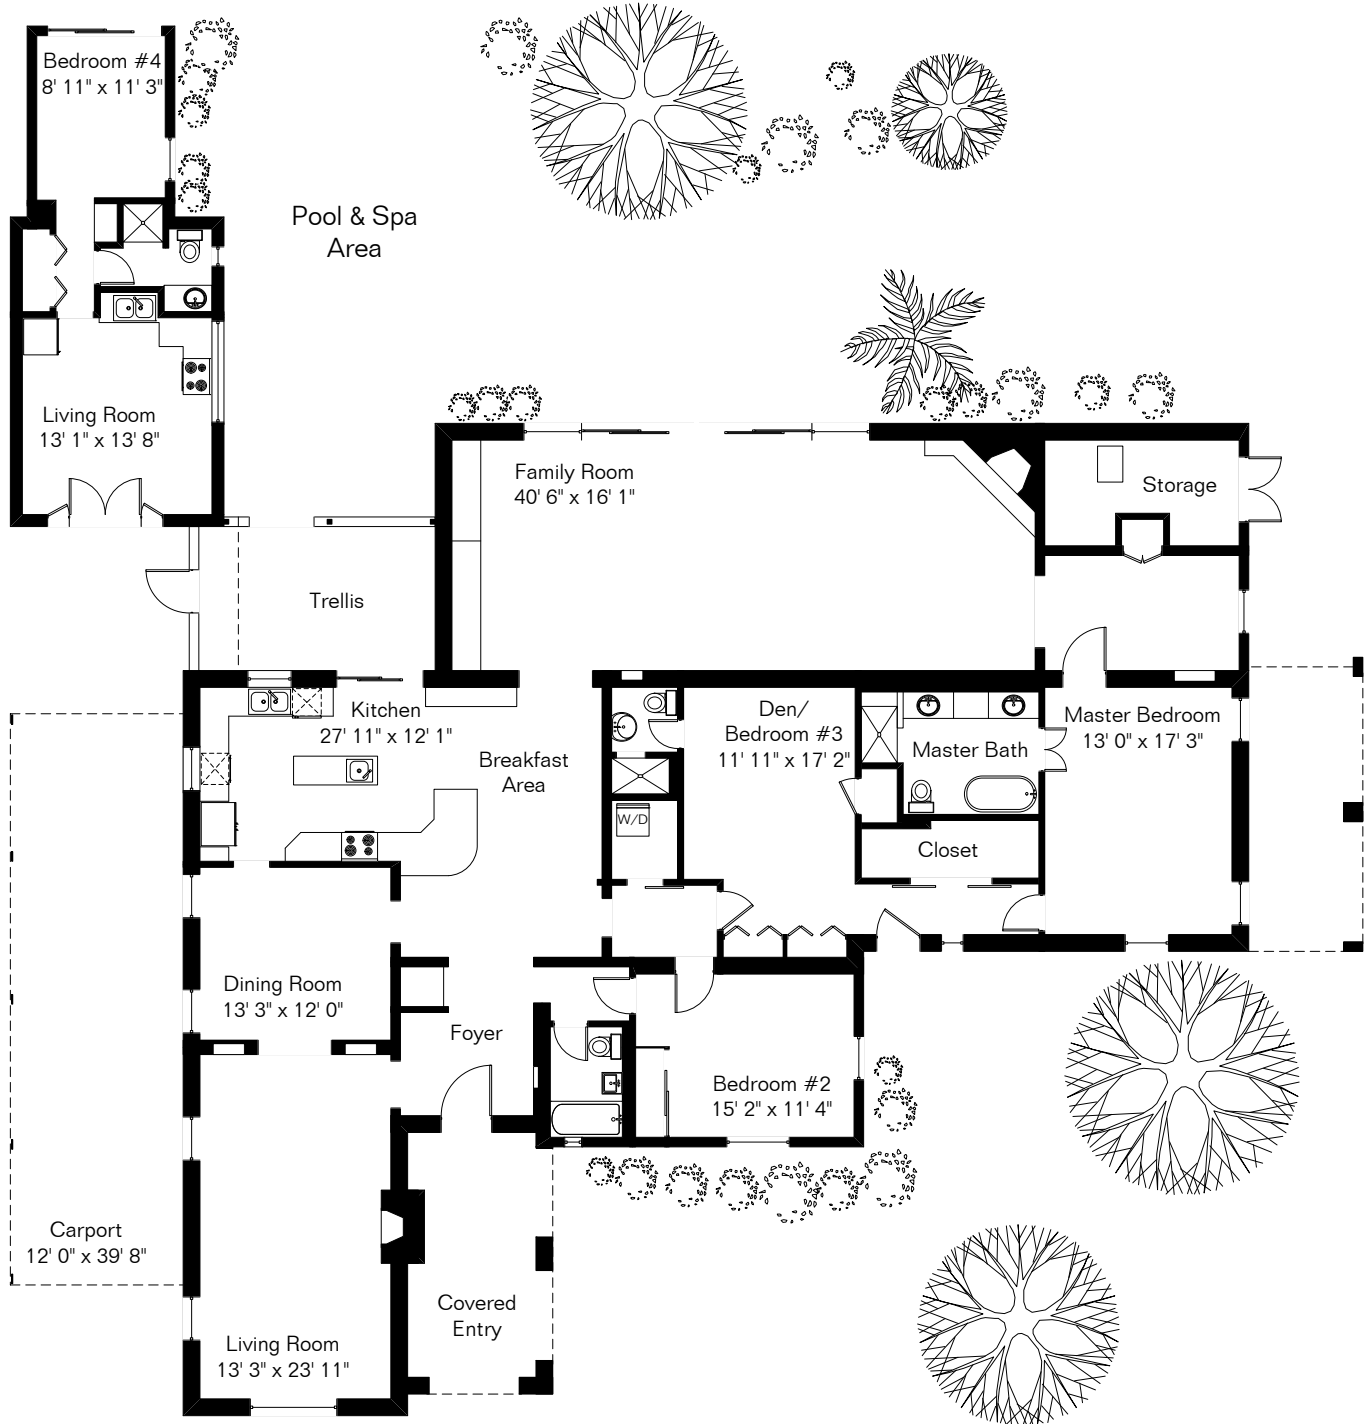 Bedroom #4
8' 11" x 11' 3"
Pool & Spa
Area
Living Room
13' 1" x 13' 8"
Family Room
40' 6" x 16' 1"
Storage
Trellis
Kitchen
27' 11" x 12' 1"
Breakfast
Area
Den/
Bedroom #3
11' 11" x 17' 2"
Master Bath
Master Bedroom
13' 0" x 17' 3"
W/D
Closet
Dining Room
13' 3" x 12' 0"
Foyer
Bedroom #2
15' 2" x 11' 4"
Carport
12' 0" x 39' 8"
Covered
Entry
Living Room
13' 3" x 23' 11"